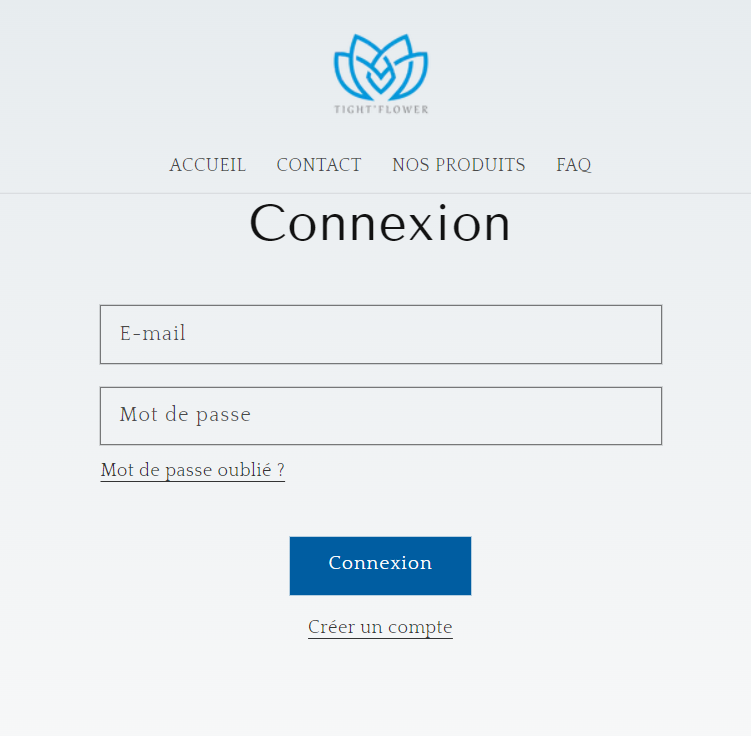 TIGHT'FLOWER
ACCUEIL CONTACT NOS PRODUITS FAQ
Connexion
E-mail
Mot de passe
Mot de passe oublié ?
Connexion
Créer un compte